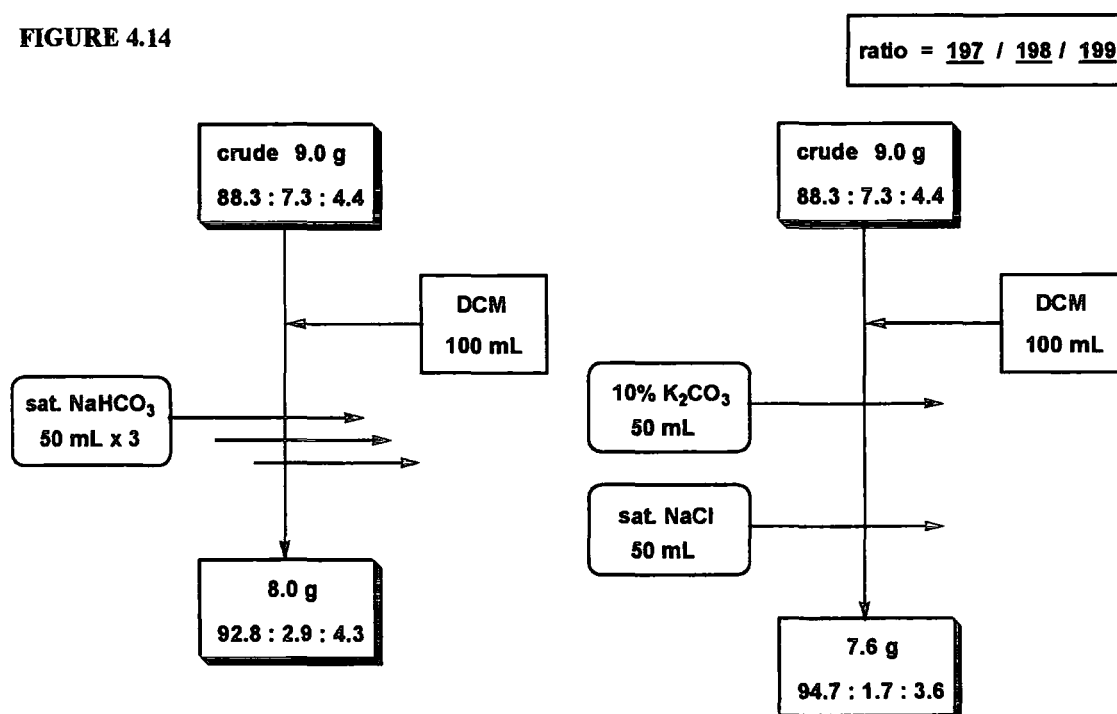 FIGURE 4.14
ratio = 197 / 198 / 199
crude 9.0 g
88.3 : 7.3 : 4.4
DCM
100 mL
sat. NaHCO3
50 mL x 3
8.0 g
92.8 : 2.9 : 4.3
crude 9.0 g
88.3 : 7.3 : 4.4
DCM
100 mL
10% K2CO3
50 mL
sat. NaCl
50 mL
7.6 g
94.7 : 1.7 : 3.6